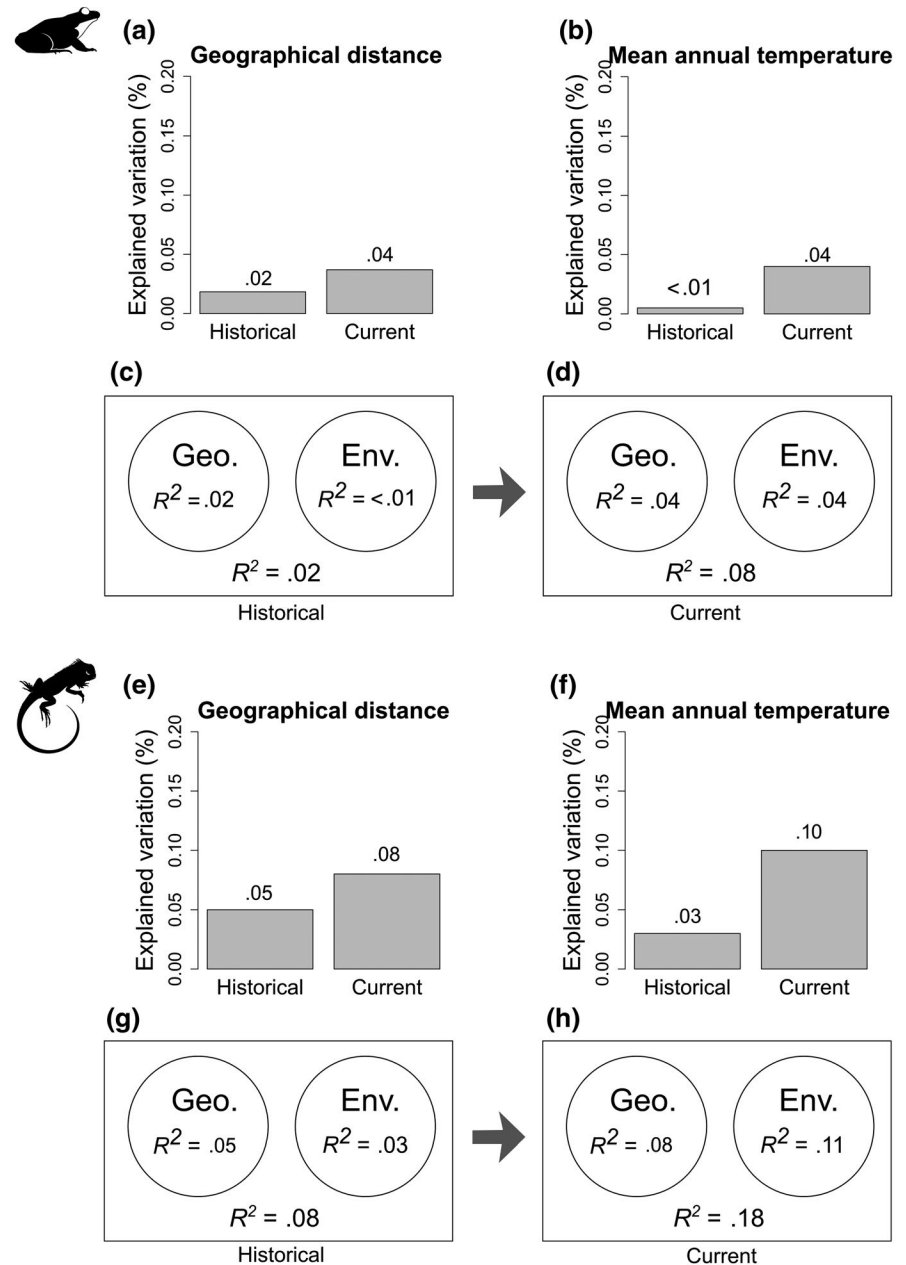 (a)
Geographical distance
Explained variation (%)
0.20
0.15
0.10
0.05
0.00
.02
.04
Historical
Current
(b)
Mean annual temperature
Explained variation (%)
0.20
0.15
0.10
0.05
0.00
<.01
.04
Historical
Current
(c)
Geo.
R² = .02
Env.
R² = <.01
R² = .02
Historical
(d)
Geo.
R² = .04
Env.
R² = .04
R² = .08
Current
(e)
Geographical distance
Explained variation (%)
0.20
0.15
0.10
0.05
0.00
.05
.08
Historical
Current
(f)
Mean annual temperature
Explained variation (%)
0.20
0.15
0.10
0.05
0.00
.03
.10
Historical
Current
(g)
Geo.
R² = .05
Env.
R² = .03
R² = .08
Historical
(h)
Geo.
R² = .08
Env.
R² = .11
R² = .18
Current